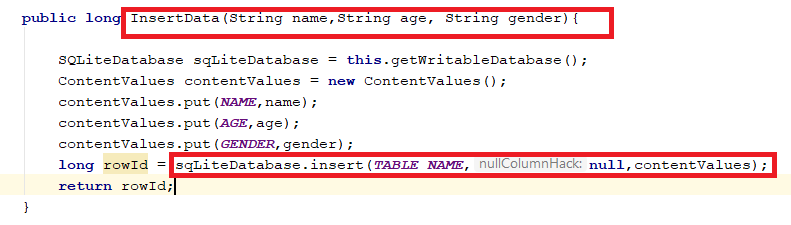 public long InsertData(String name,String age, String gender){
SQLiteDatabase sqLiteDatabase = this.getWritableDatabase();
ContentValues contentValues = new ContentValues();
contentValues.put(NAME,name);
contentValues.put(AGE,age);
contentValues.put(GENDER,gender);
long rowId = sqLiteDatabase.insert(TABLE_NAME, nullColumnHack: null,contentValues);
return rowId;
}